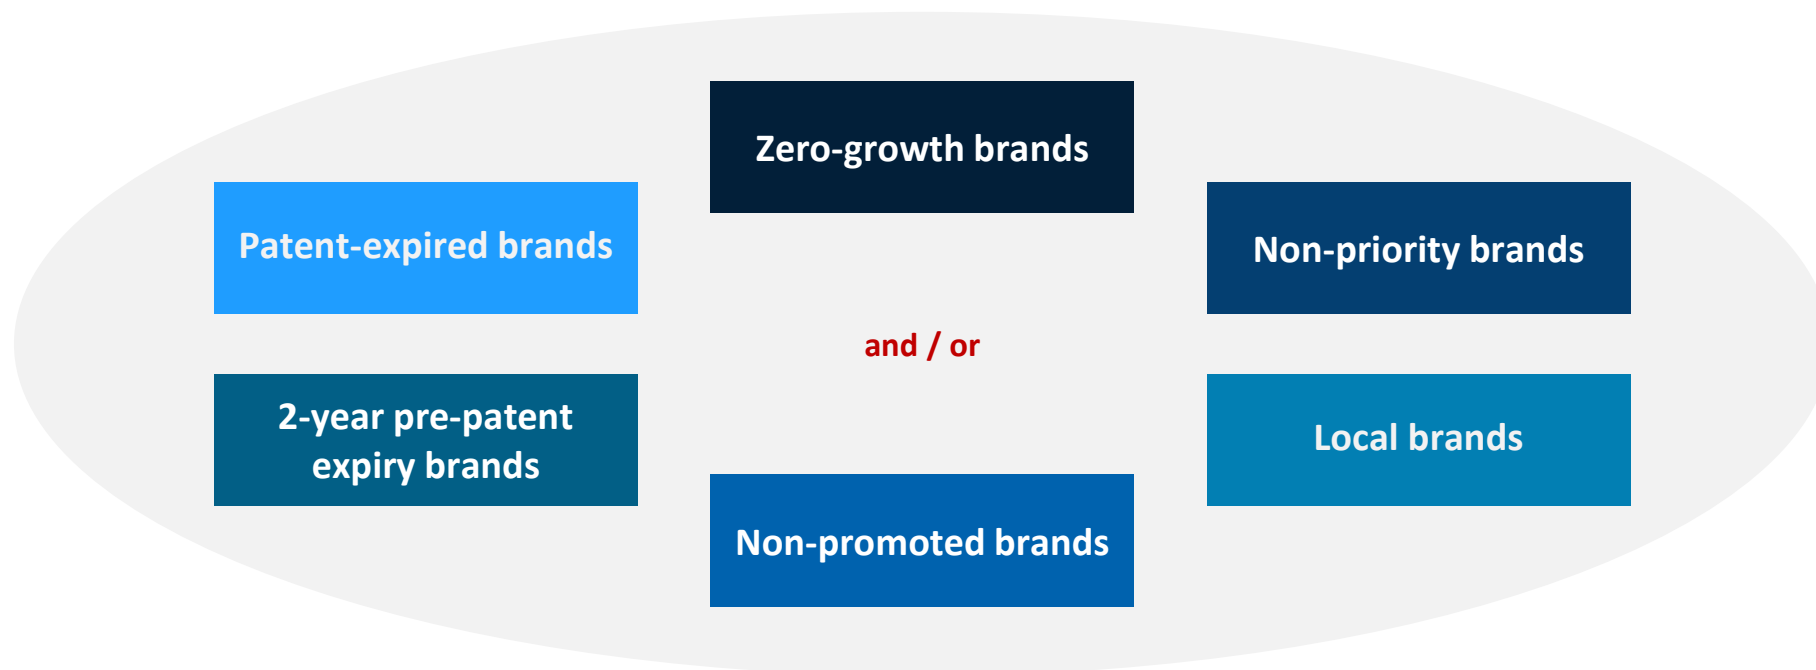 Zero-growth brands
Patent-expired brands
Non-priority brands
and / or
2-year pre-patent
expiry brands
Local brands
Non-promoted brands